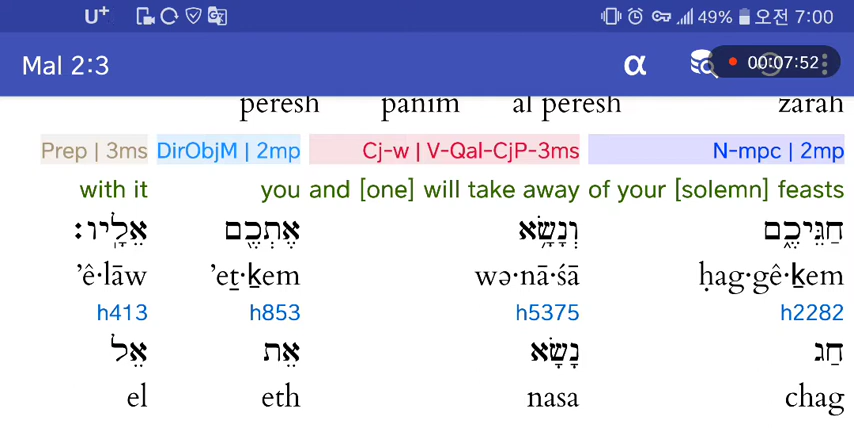 U+ 49% 오전 7:00
Mal 2:3 α 00:07:52
peresh panim al peresh zarah
Prep | 3ms DirObjM | 2mp Cj-w | V-Qal-CjP-3ms N-mpc | 2mp
with it you and [one] will take away of your [solemn] feasts
חַגֵּיכֶ֑ם וְנָשָׂ֥א אֶתְכֶ֖ם אֵלָֽיו׃
’ê·lāw ’eṯ·ḵem wə·nā·śā ḥag·gê·ḵem
h413 h853 h5375 h2282
חַג נָשָׂא אֵת אֵל
el eth nasa chag